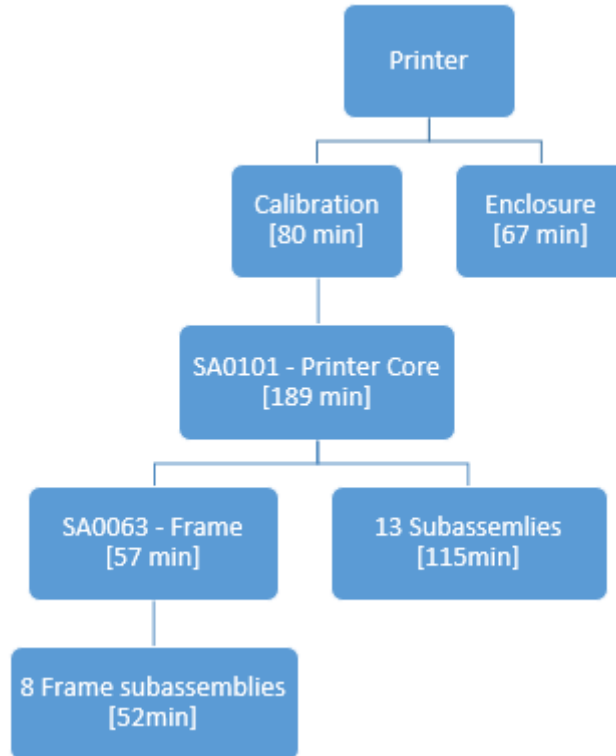 Printer
Calibration
[80 min]
Enclosure
[67 min]
SA0101 - Printer Core
[189 min]
SA0063 - Frame
[57 min]
13 Subassemlies
[115min]
8 Frame subassemblies
[52min]